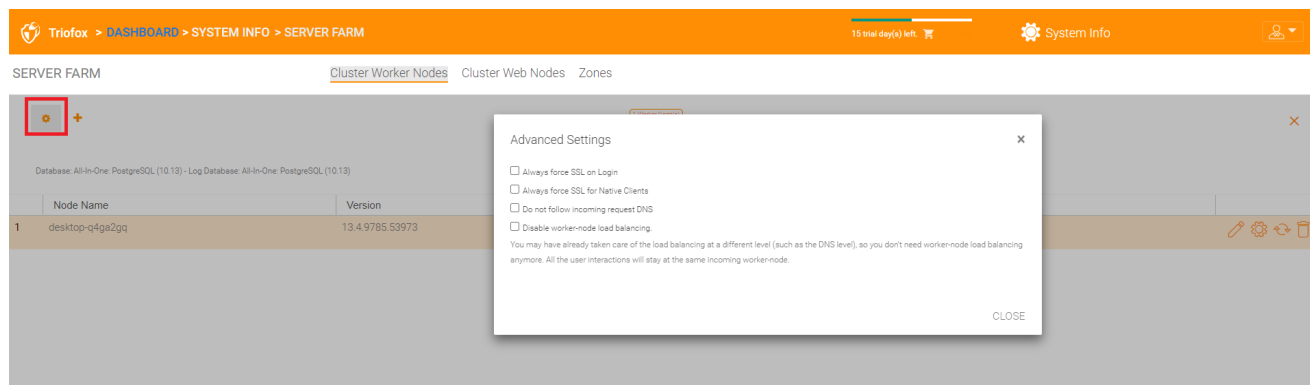 Triofox > DASHBOARD > SYSTEM INFO > SERVER FARM
15 trial day(s) left.
System Info
SERVER FARM
Cluster Worker Nodes Cluster Web Nodes Zones
Advanced Settings
Always force SSL on Login
Always force SSL for Native Clients
Do not follow incoming request DNS
Disable worker-node load balancing.
You may have already taken care of the load balancing at a different level (such as the DNS level), so you don't need worker-node load balancing
anymore. All the user interactions will stay at the same incoming worker-node.
CLOSE
Database: All-In-One: PostgreSQL (10.13) - Log Database: All-In-One: PostgreSQL (10.13)
Node Name Version
1 desktop-q4ga2gq 13.4.9785.53973